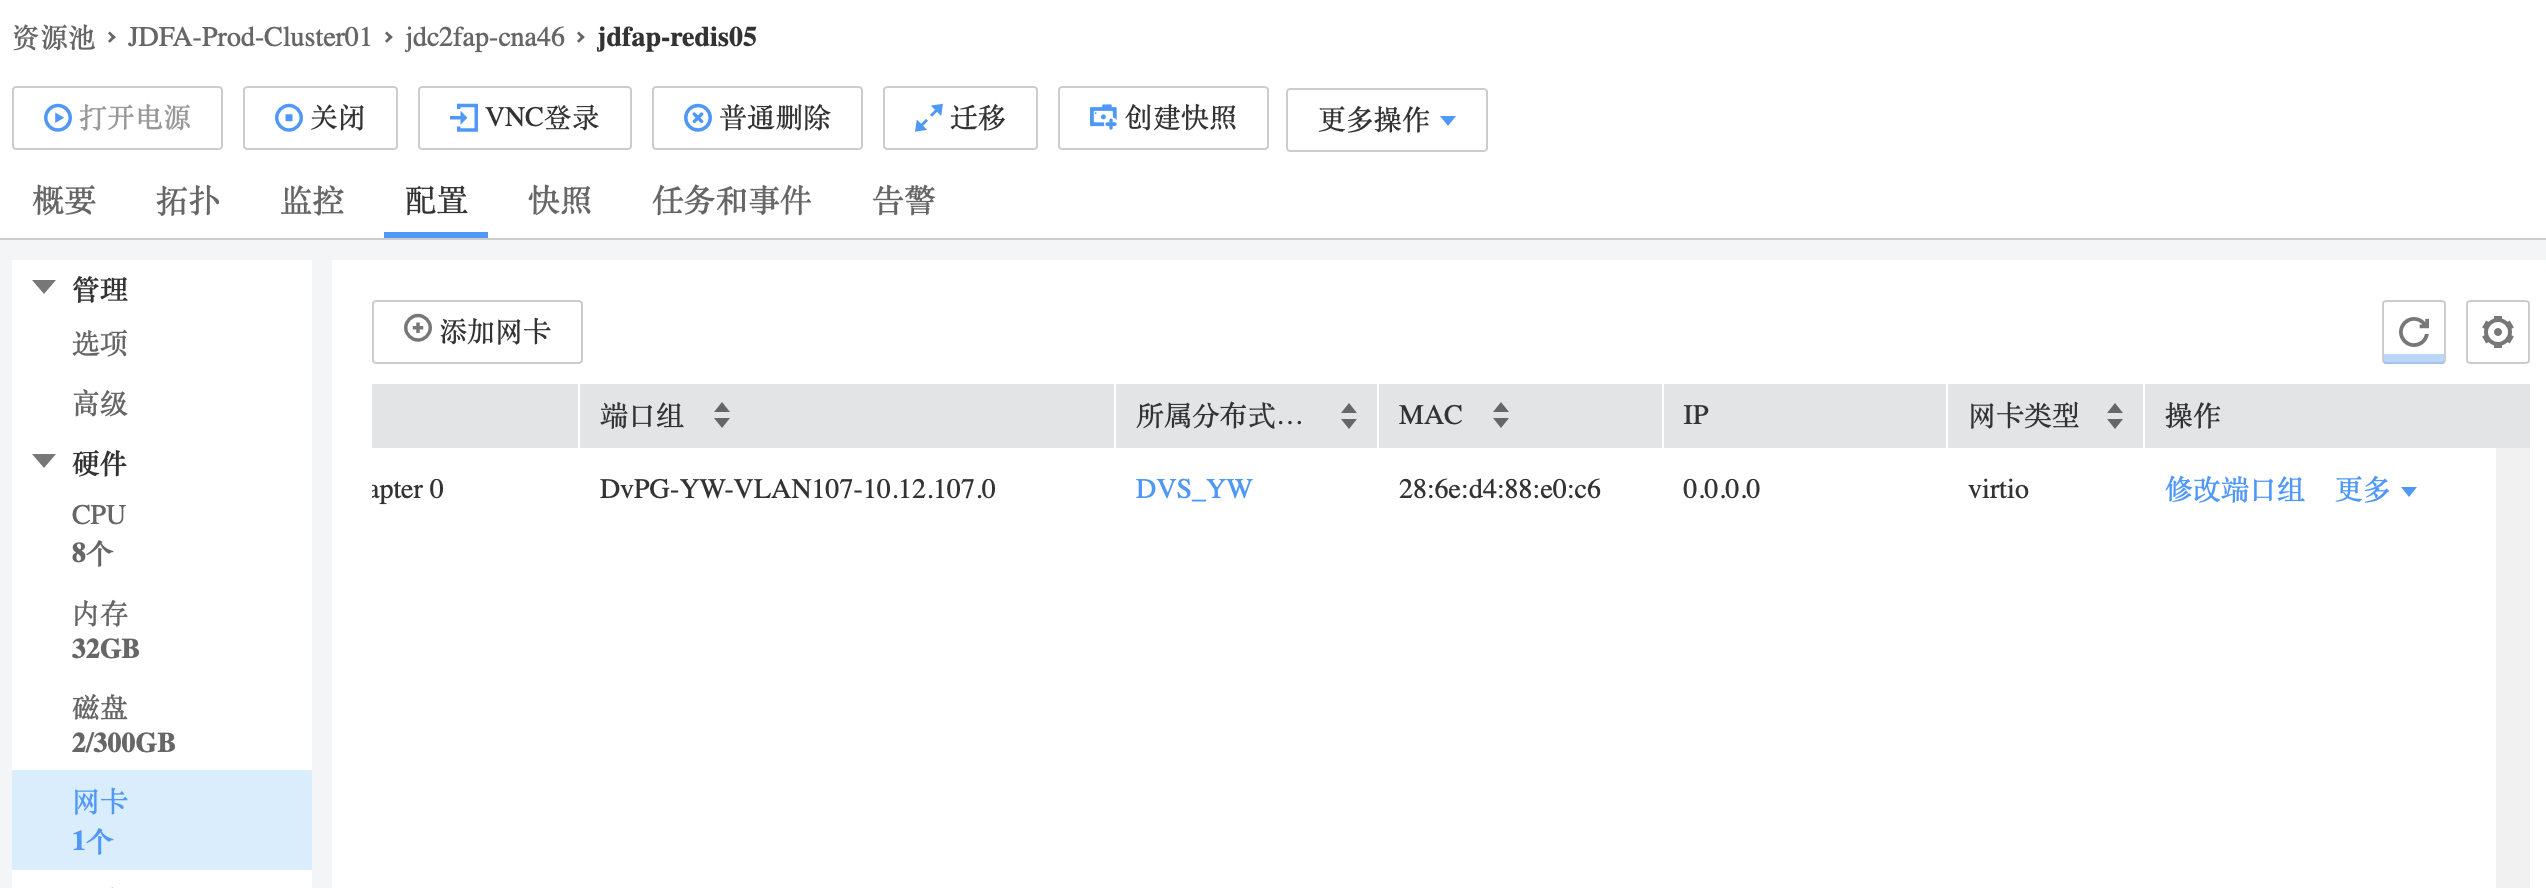 资源池 › JDFA-Prod-Cluster01 › jdc2fap-cna46 › jdfap-redis05
打开电源 关闭 VNC登录 普通删除 迁移 创建快照 更多操作
概要 拓扑 监控 配置 快照 任务和事件 告警
管理
选项
高级
硬件
CPU
8个
内存
32GB
磁盘
2/300GB
网卡
1个
添加网卡
端口组 所属分布式... MAC IP 网卡类型 操作
apter 0 DvPG-YW-VLAN107-10.12.107.0 DVS_YW 28:6e:d4:88:e0:c6 0.0.0.0 virtio 修改端口组 更多